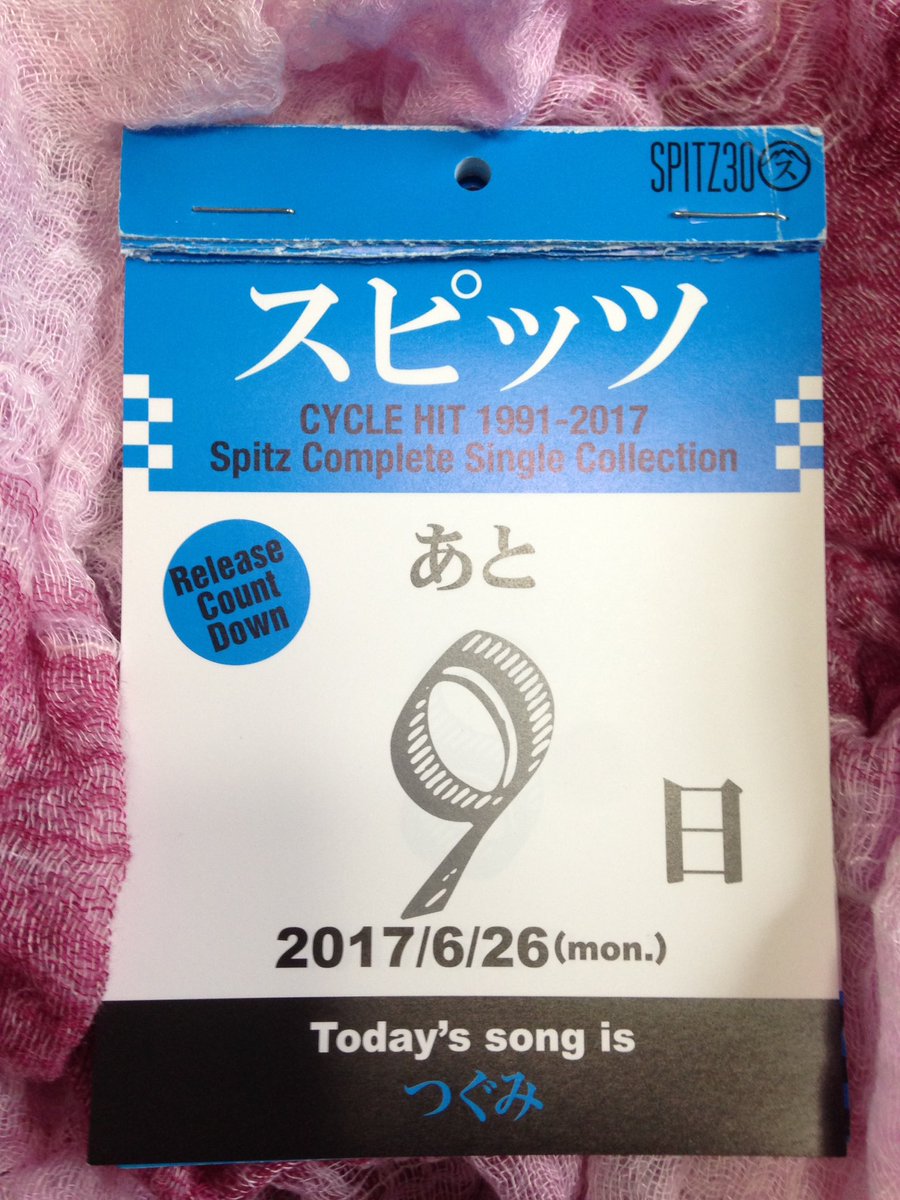 SPITZ30 ス
スピッツ
CYCLE HIT 1991-2017
Spitz Complete Single Collection
Release
Count
Down
あと
9
日
2017/6/26(mon.)
Today's song is
つぐみ